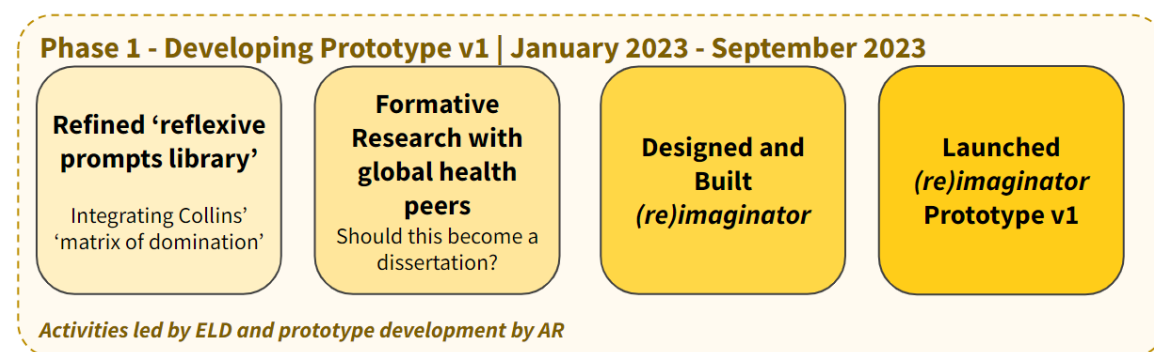 Phase 1 - Developing Prototype v1 | January 2023 - September 2023
Refined ‘reflexive
prompts library’
Integrating Collins’
‘matrix of domination’
Formative
Research with
global health
peers
Should this become a
dissertation?
Designed and
Built
(re)imaginator
Launched
(re)imaginator
Prototype v1
Activities led by ELD and prototype development by AR